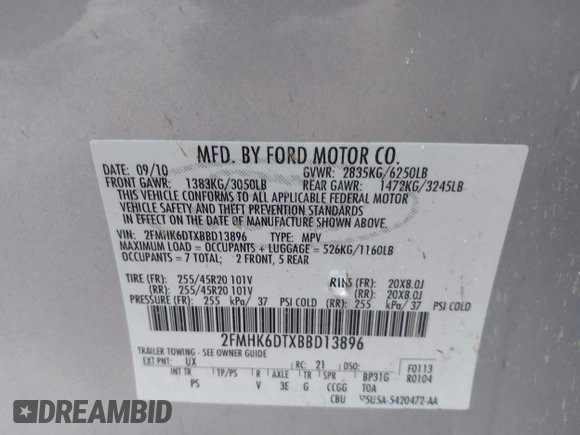 MFD. BY FORD MOTOR CO.
DATE: 09/10 GVWR: 2835KG/6250LB
FRONT GAWR: 1383KG/3050LB REAR GAWR: 1472KG/3245LB
THIS VEHICLE CONFORMS TO ALL APPLICABLE FEDERAL MOTOR
VEHICLE SAFETY AND THEFT PREVENTION STANDARDS
IN EFFECT ON THE DATE OF MANUFACTURE SHOWN ABOVE.
VIN: 2FMHK6DTXBBD13896 TYPE: MPV
MAXIMUM LOAD = OCCUPANTS + LUGGAGE = 526KG/1160LB
OCCUPANTS = 7 TOTAL; 2 FRONT, 5 REAR
TIRE (FR): 255/45R20 101V RIMS (FR): 20X8.0J
(RR): 255/45R20 101V (RR): 20X8.0J
PRESSURE (FR): 255 kPa/ 37 PSI COLD (RR): 255 kPa/ 37 PSI COLD
2FMHK6DTXBBD13896
TRAILER TOWING - SEE OWNER GUIDE
EXT PNT: UX RC: 21 DSO: F0113
INT TR TP/PS R AXLE TR SPR BP3TG R0104
PS V 3E G CCGG TOA
CBU 5U5A-5420472-AA
DREAMBID